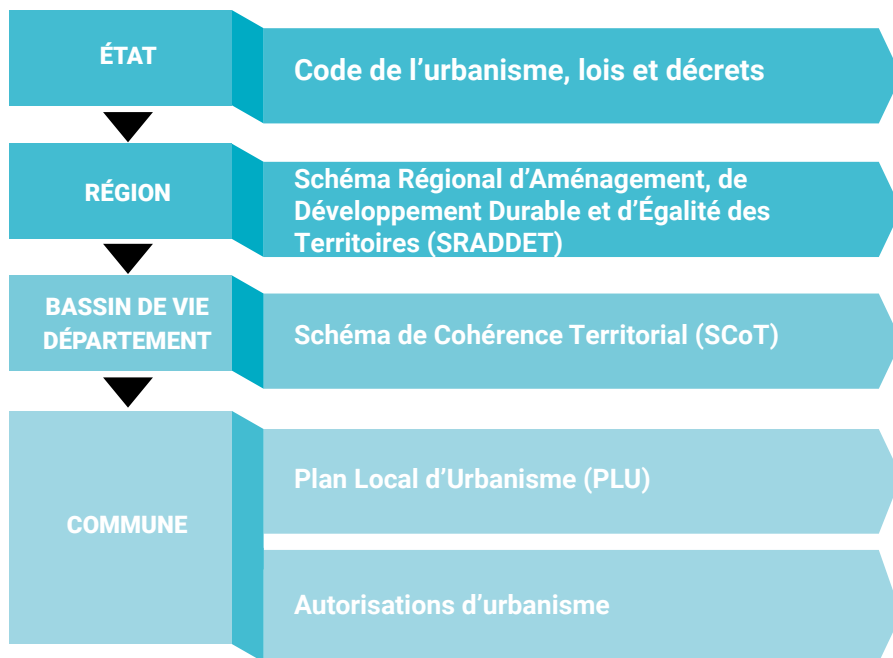 ÉTAT
Code de l’urbanisme, lois et décrets
RÉGION
Schéma Régional d’Aménagement, de
Développement Durable et d’Égalité des
Territoires (SRADDET)
BASSIN DE VIE
DÉPARTEMENT
Schéma de Cohérence Territorial (SCoT)
COMMUNE
Plan Local d’Urbanisme (PLU)
Autorisations d’urbanisme